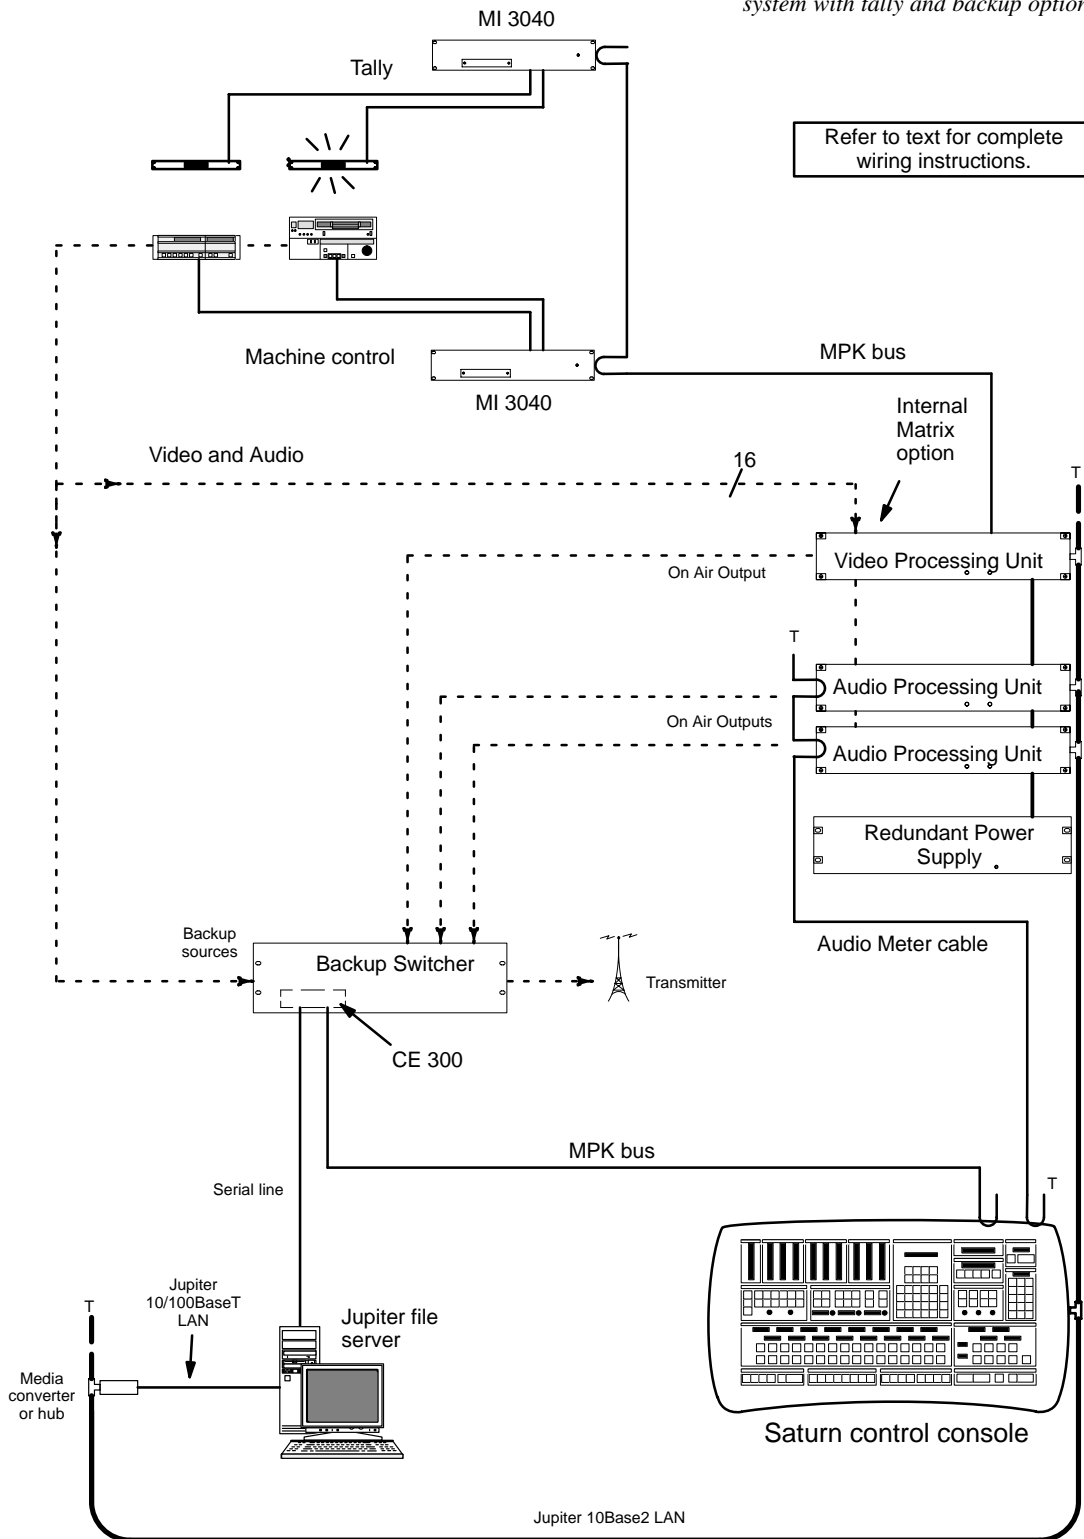 system with tally and backup option
MI 3040
Tally
Refer to text for complete
wiring instructions.
Machine control
MPK bus
MI 3040
Internal
Matrix
option
Video and Audio
16
T
Video Processing Unit
On Air Output
T
Audio Processing Unit
On Air Outputs
Audio Processing Unit
Redundant Power
Supply
Backup
sources
Backup Switcher
Audio Meter cable
Transmitter
CE 300
MPK bus
Serial line
T
Jupiter
10/100BaseT
LAN
T
Jupiter file
server
Media
converter
or hub
Saturn control console
Jupiter 10Base2 LAN